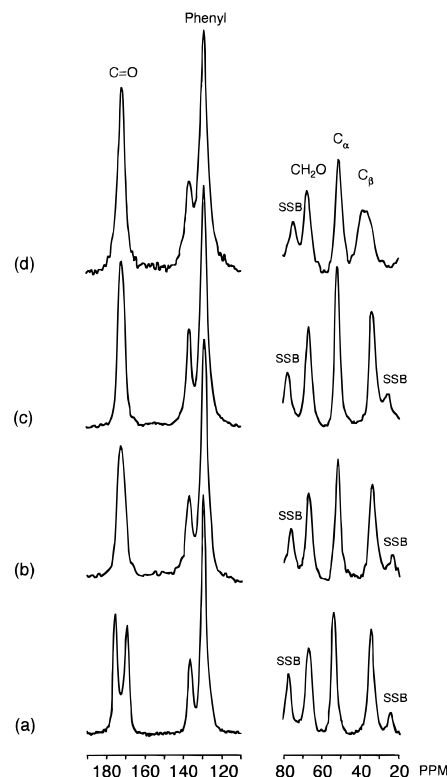 Phenyl
C=O
Cα
CH₂O
Cβ
SSB
(d)
SSB
SSB
(c)
SSB
SSB
(b)
SSB
SSB
(a)
180 160 140 120 80 60 40 20 PPM